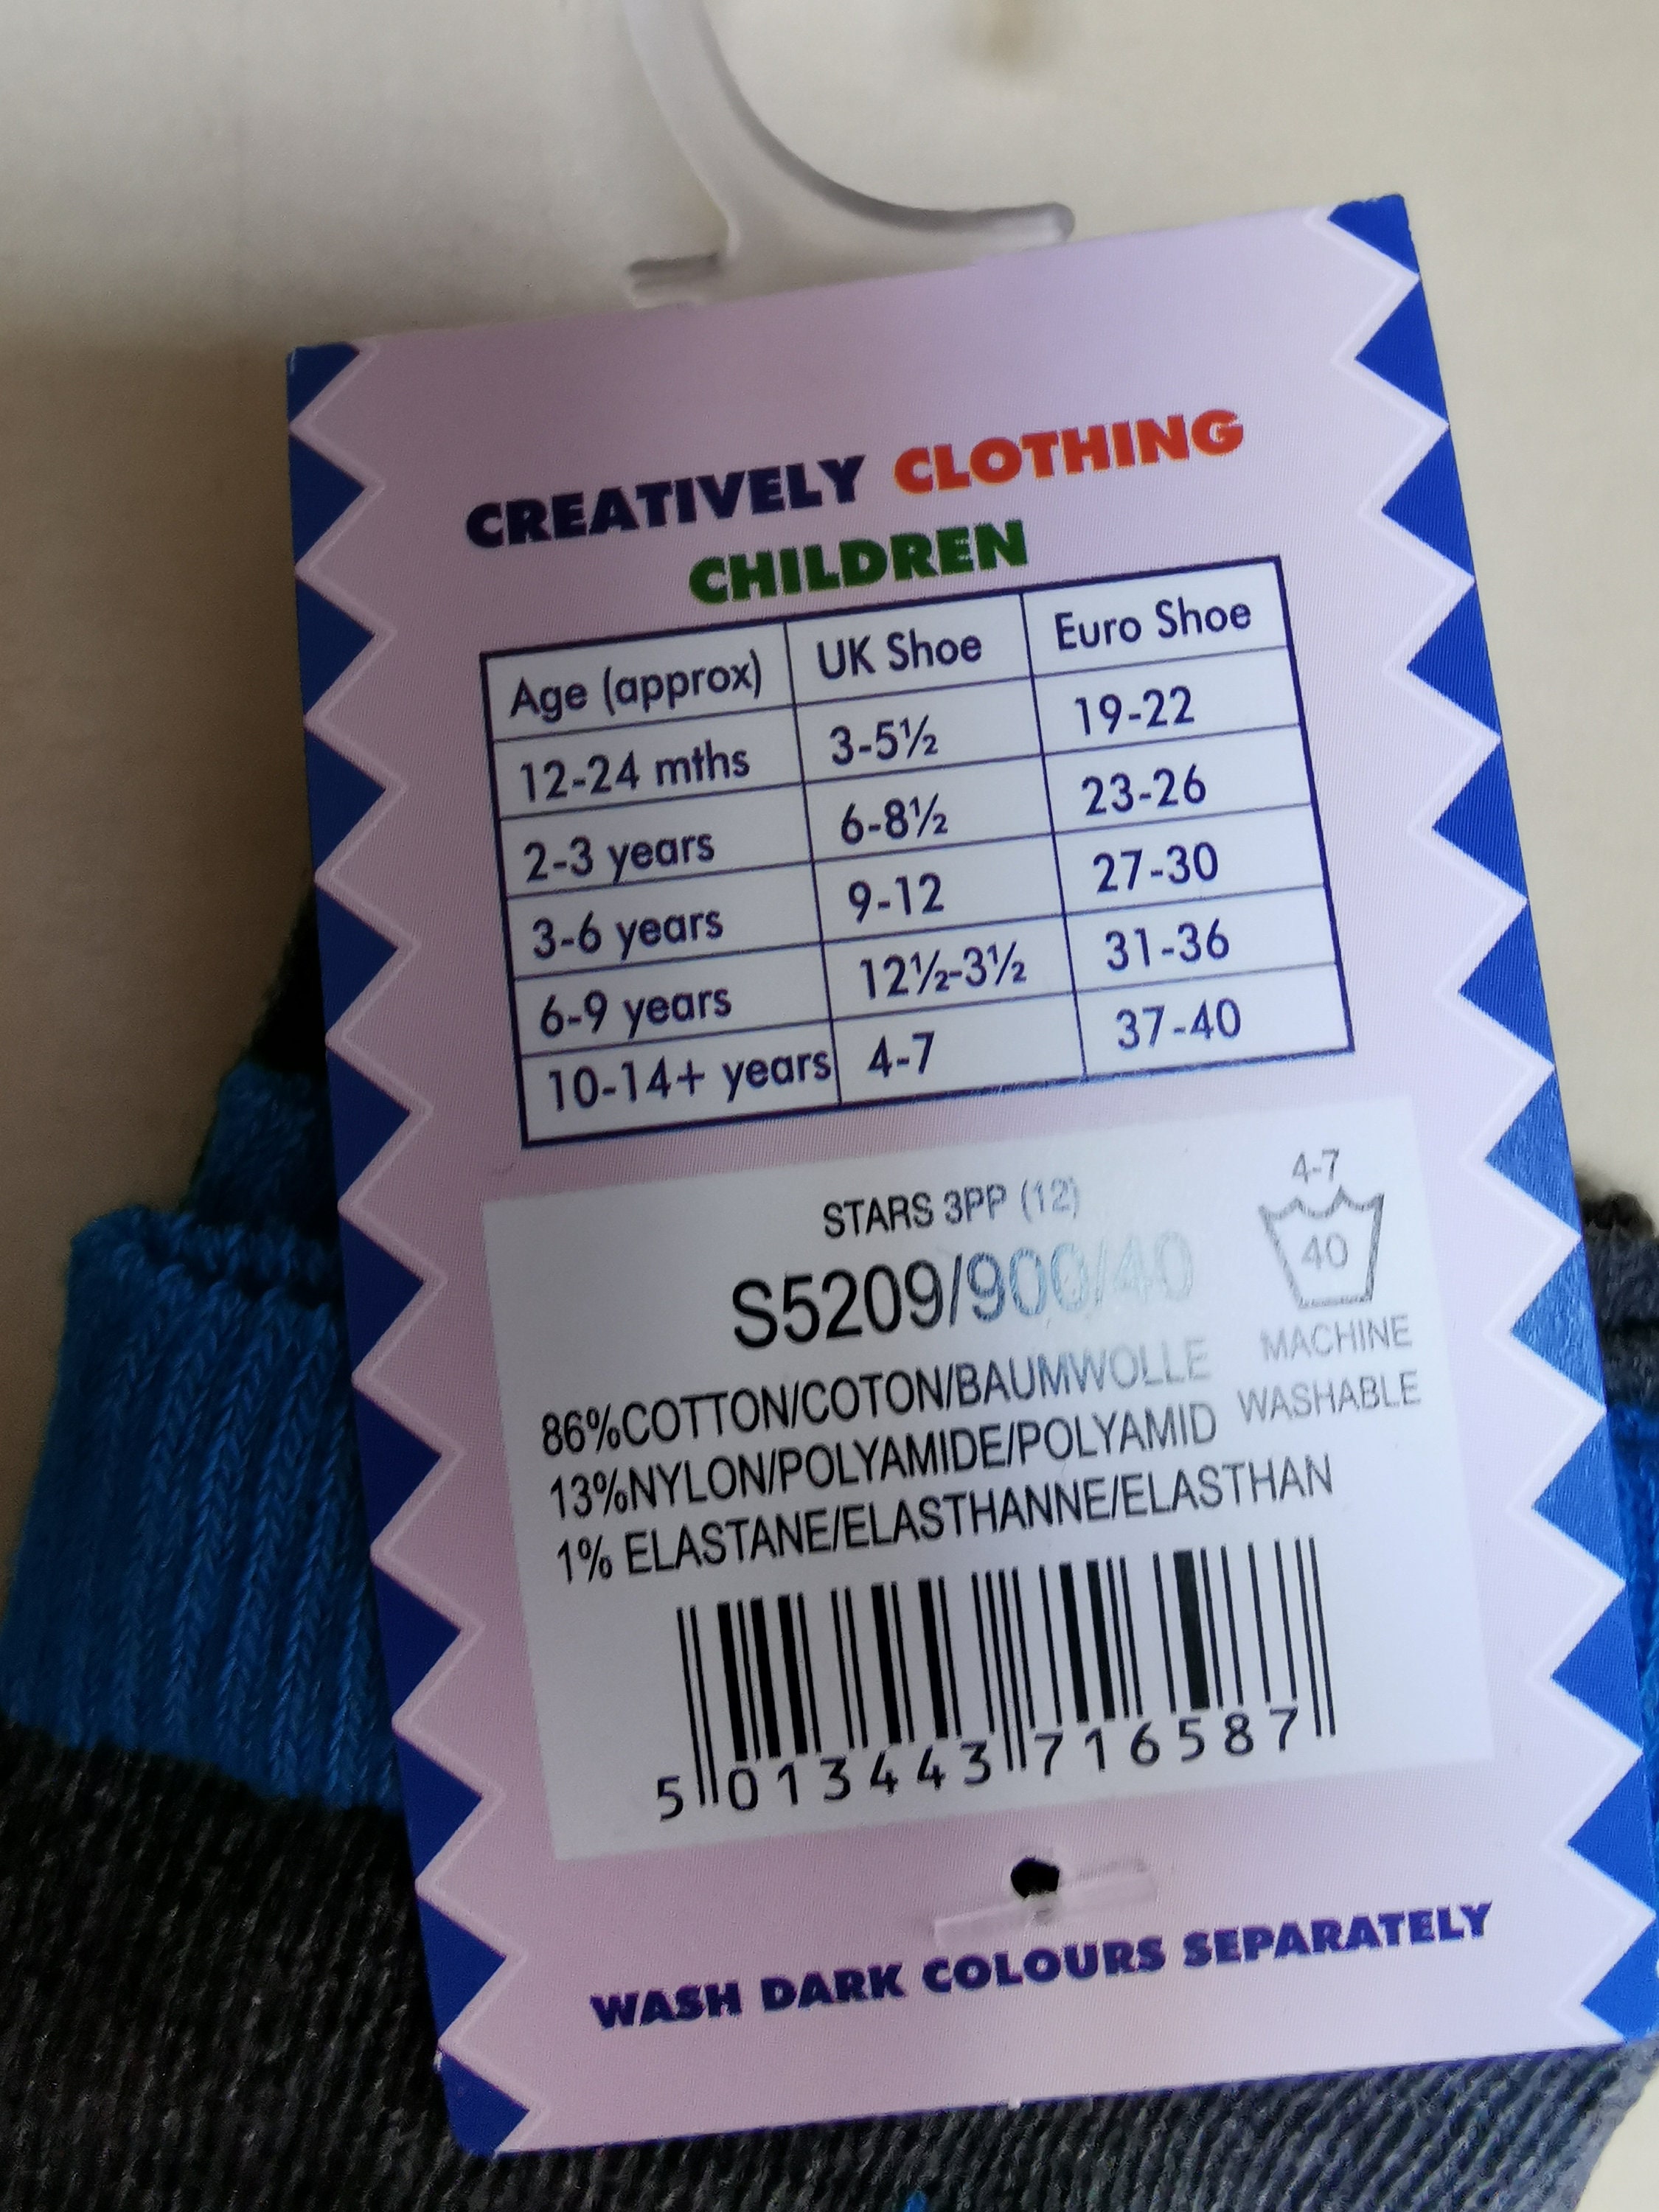 CREATIVELY CLOTHING
CHILDREN
Age (approx) UK Shoe Euro Shoe
12-24 mths 3-5½ 19-22
2-3 years 6-8½ 23-26
3-6 years 9-12 27-30
6-9 years 12½-3½ 31-36
10-14+ years 4-7 37-40
STARS 3PP (12) 4-7
S5209/900/40 40
MACHINE
WASHABLE
86%COTTON/COTON/BAUMWOLLE
13%NYLON/POLYAMIDE/POLYAMID
1% ELASTANE/ELASTHANNE/ELASTHAN
5 013443 716587
WASH DARK COLOURS SEPARATELY